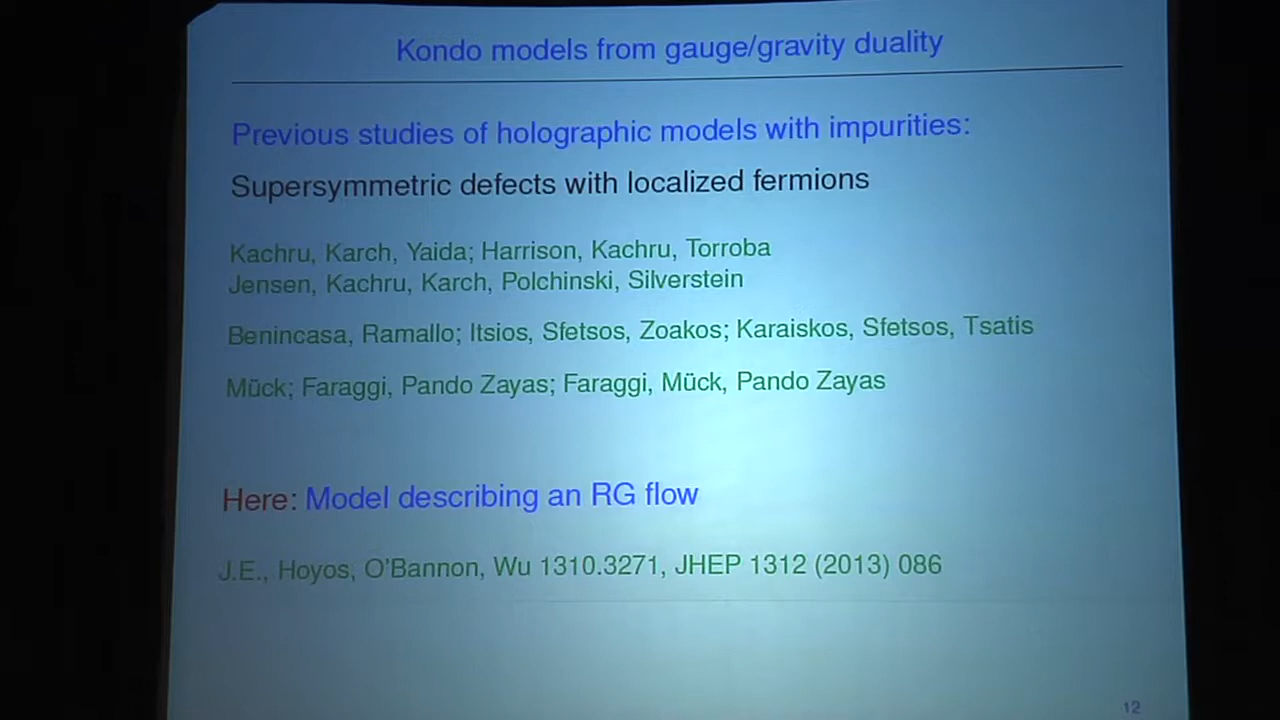 Kondo models from gauge/gravity duality
Previous studies of holographic models with impurities:
Supersymmetric defects with localized fermions
Kachru, Karch, Yaida; Harrison, Kachru, Torroba
Jensen, Kachru, Karch, Polchinski, Silverstein
Benincasa, Ramallo; Itsios, Sfetsos, Zoakos; Karaiskos, Sfetsos, Tsatis
Mück; Faraggi, Pando Zayas; Faraggi, Mück, Pando Zayas
Here: Model describing an RG flow
J.E., Hoyos, O'Bannon, Wu 1310.3271, JHEP 1312 (2013) 086
12